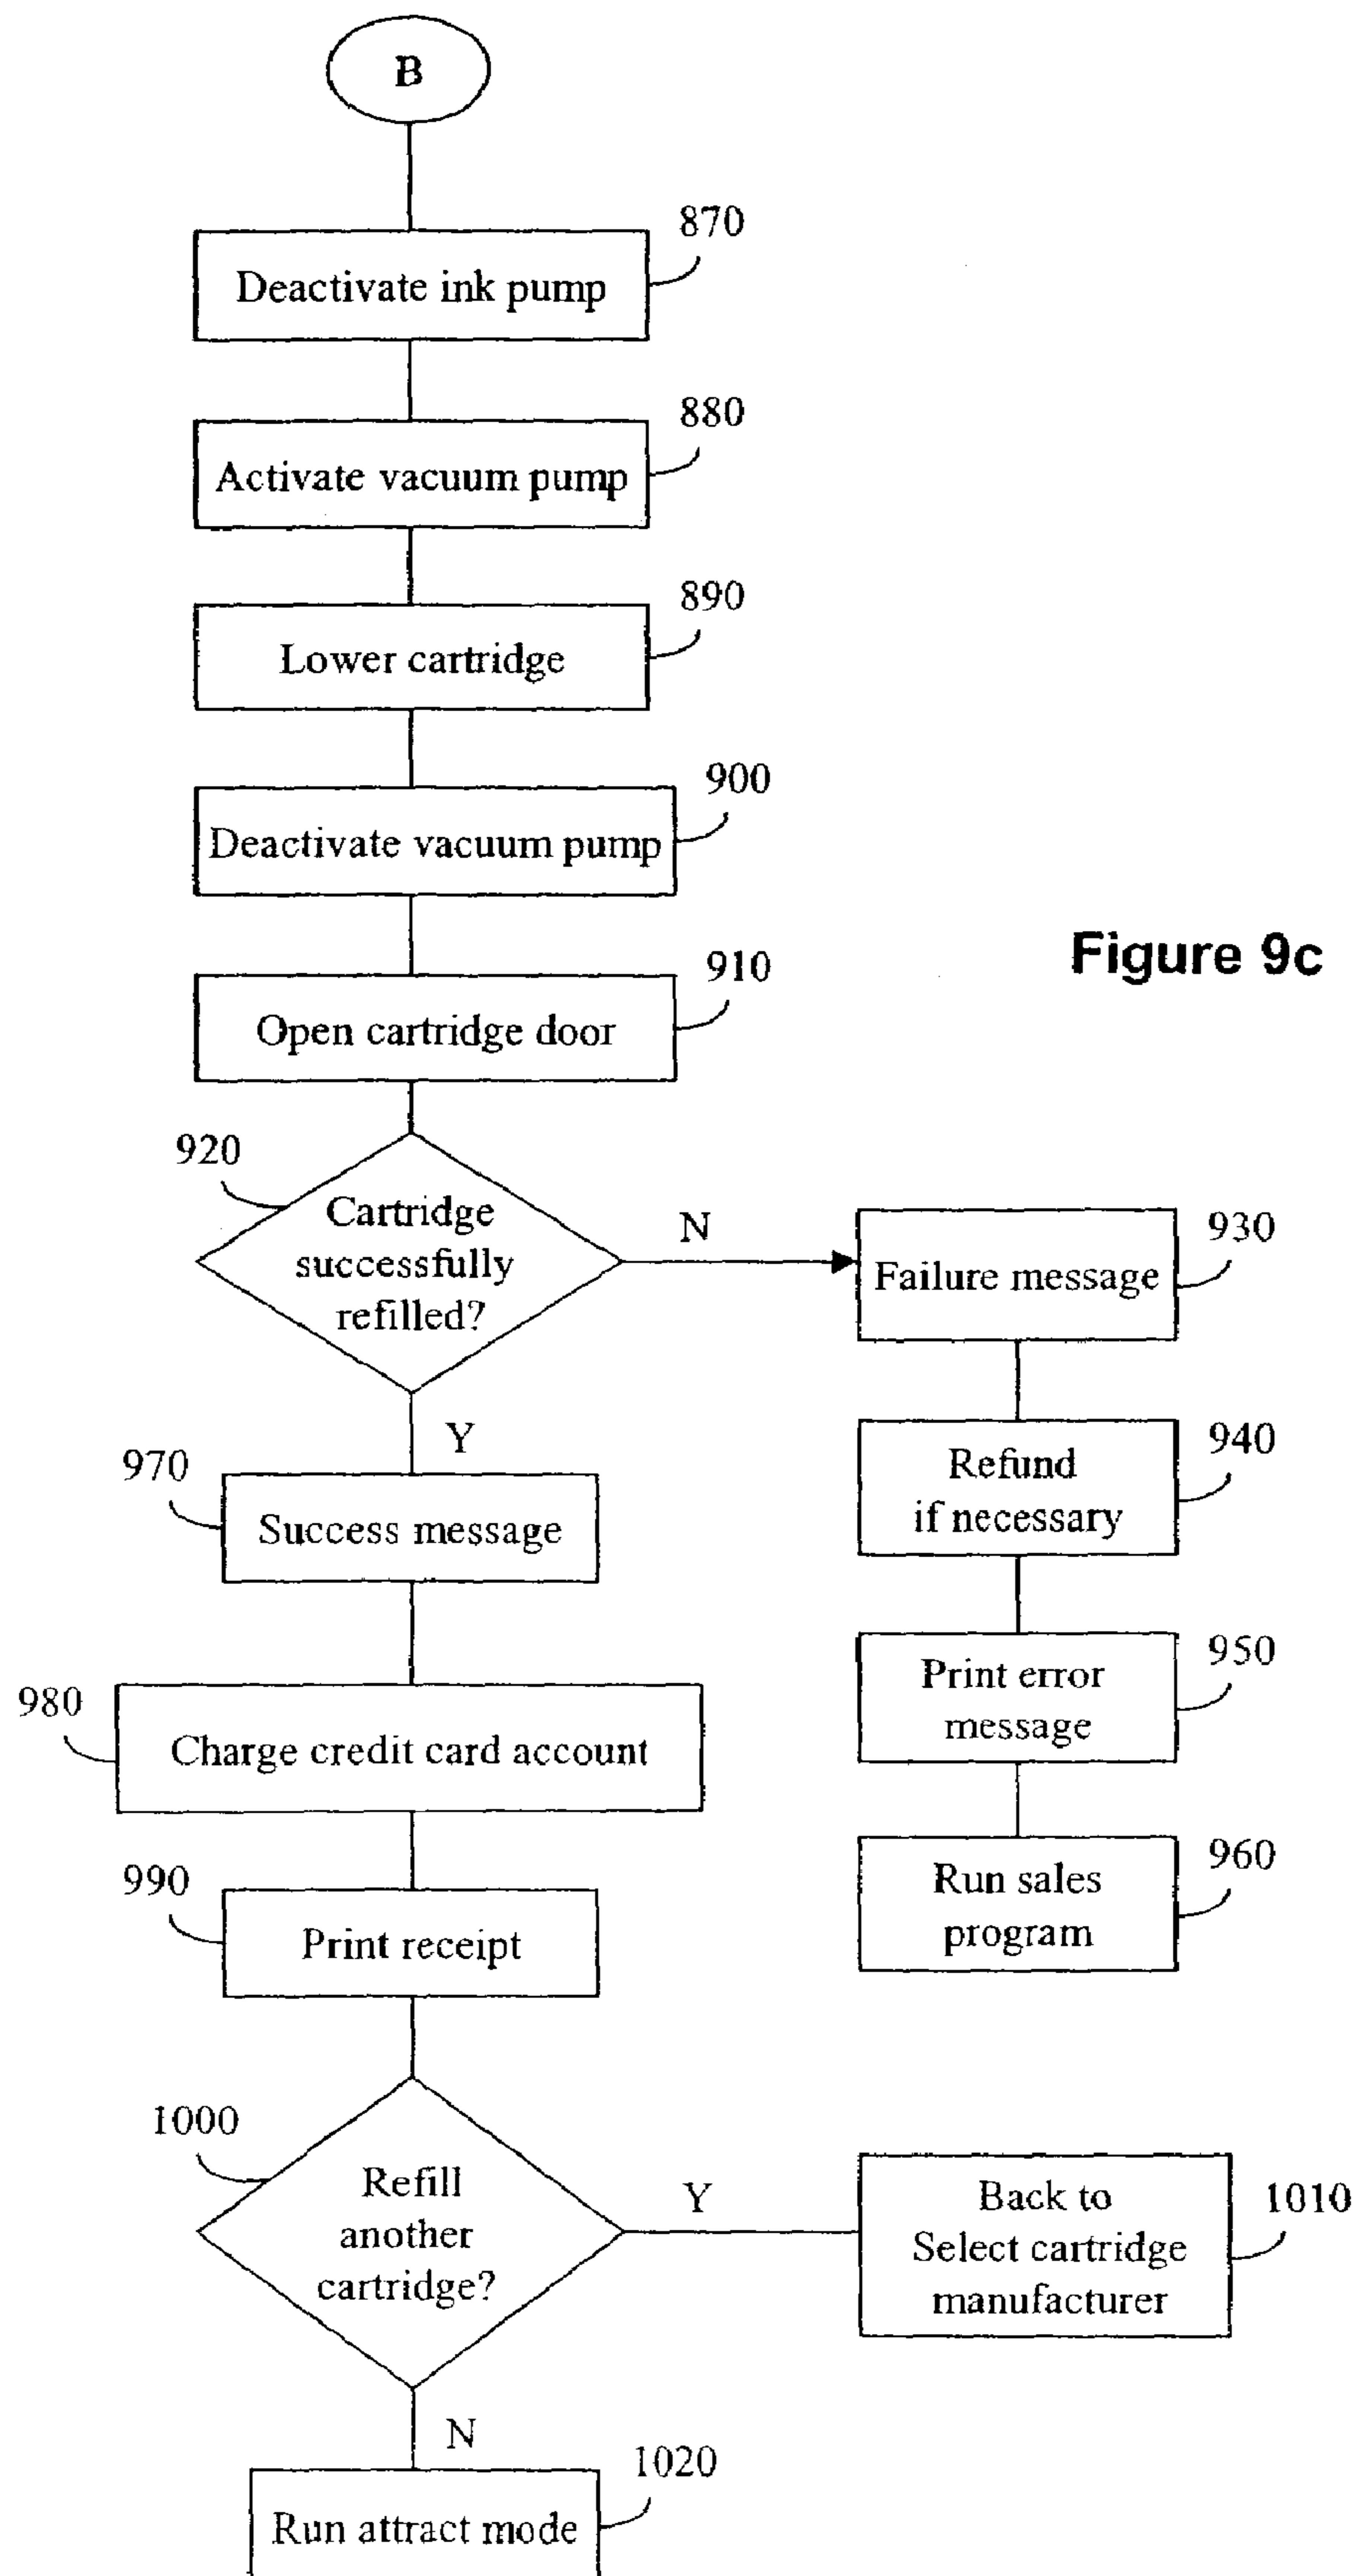 B
870
Deactivate ink pump
880
Activate vacuum pump
890
Lower cartridge
900
Deactivate vacuum pump
Figure 9c
910
Open cartridge door
920
Cartridge
successfully
refilled?
N
930
Failure message
Y
940
Refund
if necessary
970
Success message
950
Print error
message
980
Charge credit card account
960
Run sales
program
990
Print receipt
1000
Refill
another
cartridge?
Y
1010
Back to
Select cartridge
manufacturer
N
1020
Run attract mode